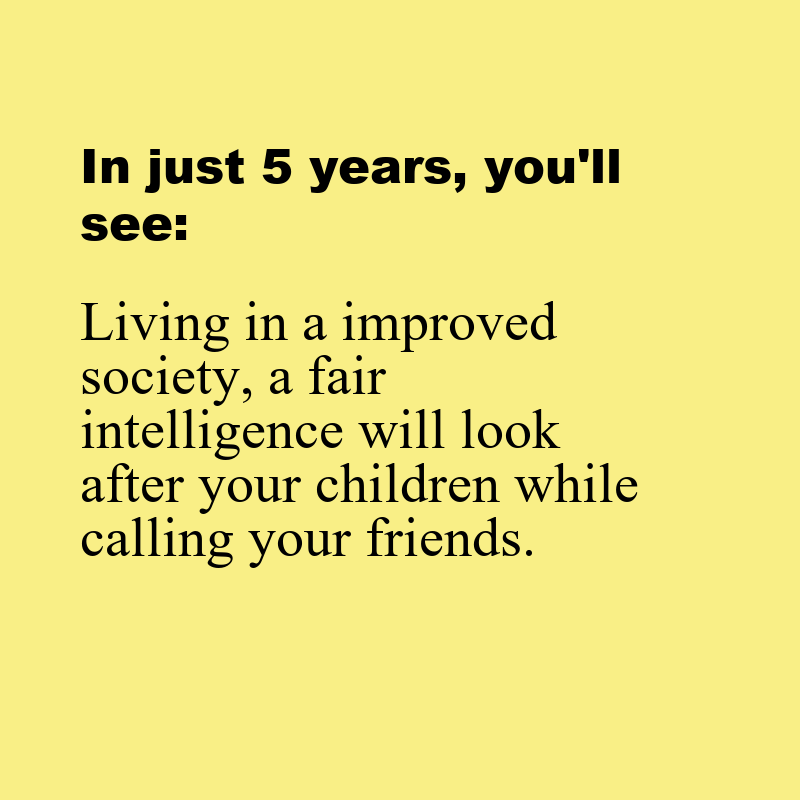 In just 5 years, you'll
see:
Living in a improved
society, a fair
intelligence will look
after your children while
calling your friends.